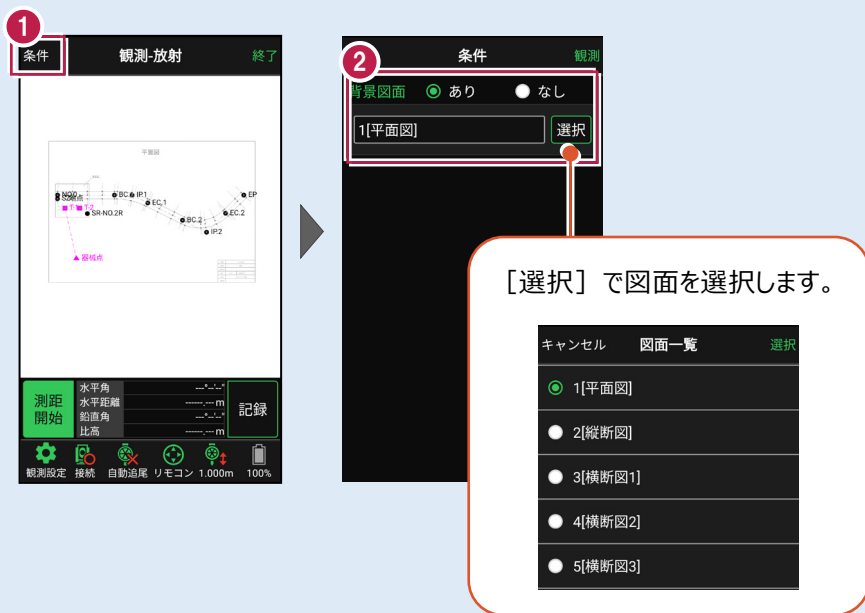 1
条件 観測-放射 終了
平面図
NO.0 BC.1 IP.1 EC.1 EP
T-1 T-2
SR-NO.2R BC.2 EC.2
IP.2
器械点
測距
開始
水平角 ---°--'--"
水平距離 ------.--- m
鉛直角 ---°--'--"
比高 ------.--- m
記録
観測設定 接続 自動追尾 リモコン 1.000m 100%
2
条件 観測
背景図面 あり なし
1[平面図] 選択
［選択］で図面を選択します。
キャンセル 図面一覧 選択
1[平面図]
2[縦断図]
3[横断図1]
4[横断図2]
5[横断図3]